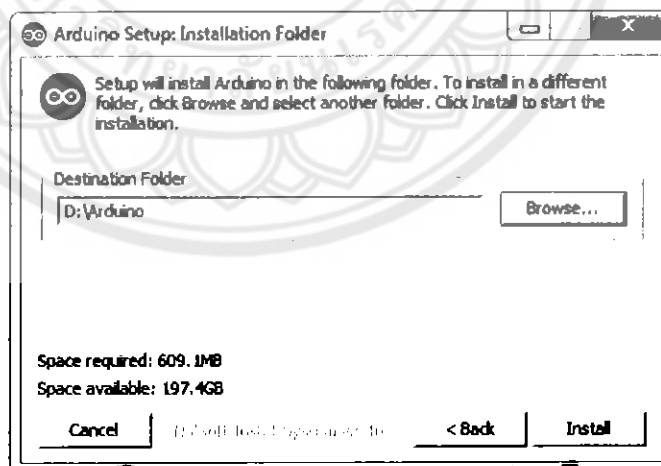 Arduino Setup: Installation Folder
X
Setup will install Arduino in the following folder. To install in a different
folder, click Browse and select another folder. Click Install to start the
installation.
Destination Folder
D:\Arduino
Browse...
Space required: 609.1MB
Space available: 197.4GB
Cancel
< Back
Install